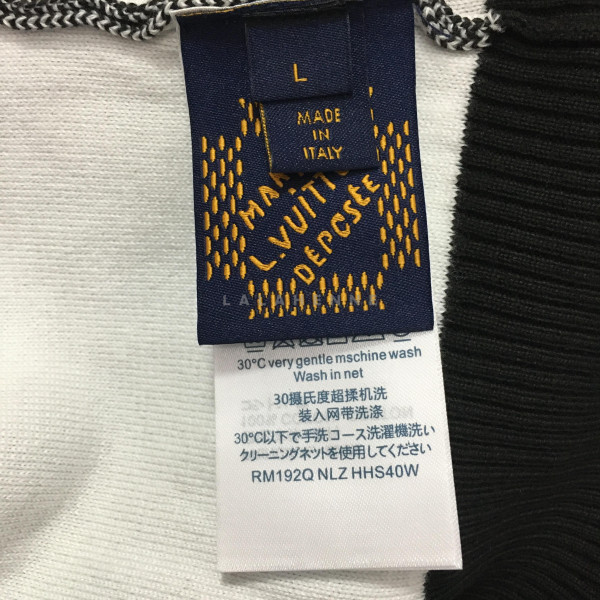 L
MADE
IN
ITALY
L.VUITTO
DEPOSÉE
LALAHENNE
30°C very gentle mschine wash
Wash in net
30摄氏度超揉机洗
装入网带洗涤
30℃以下で手洗コース洗濯機洗い
クリーニングネットを使用してください
RM192Q NLZ HHS40W